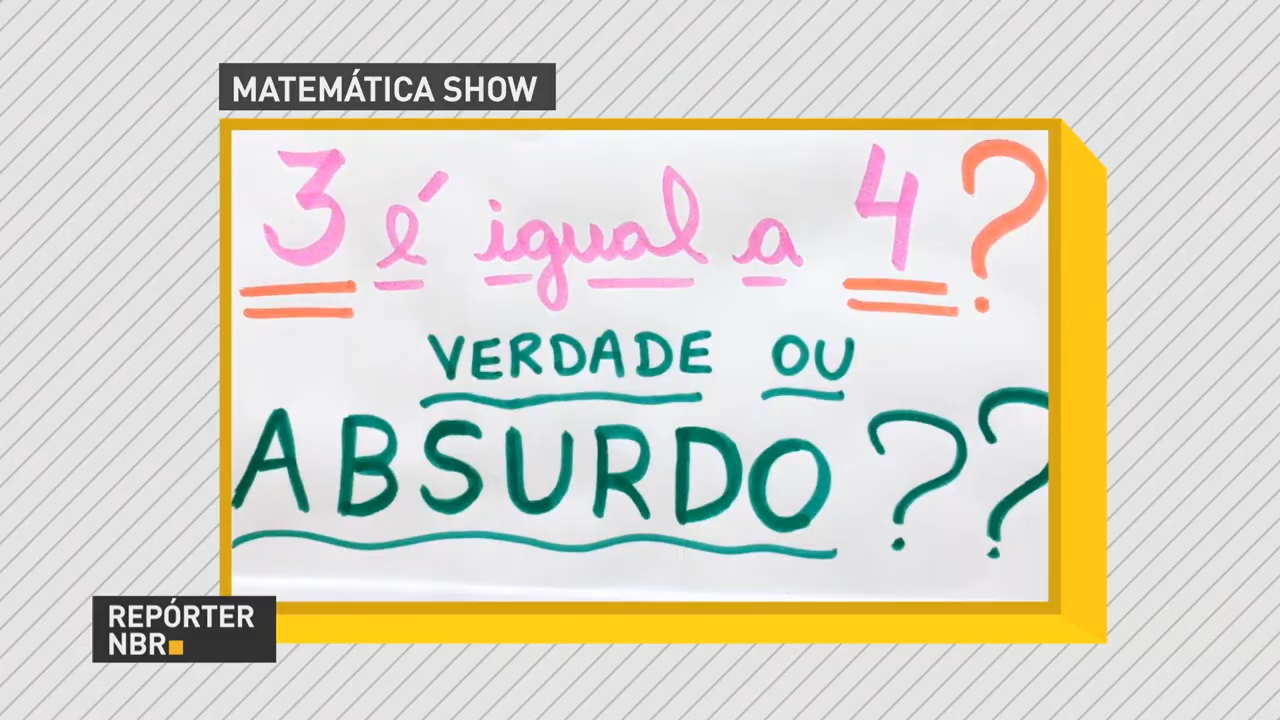 MATEMÁTICA SHOW
3 é igual a 4?
VERDADE OU
ABSURDO??
REPÓRTER
NBR